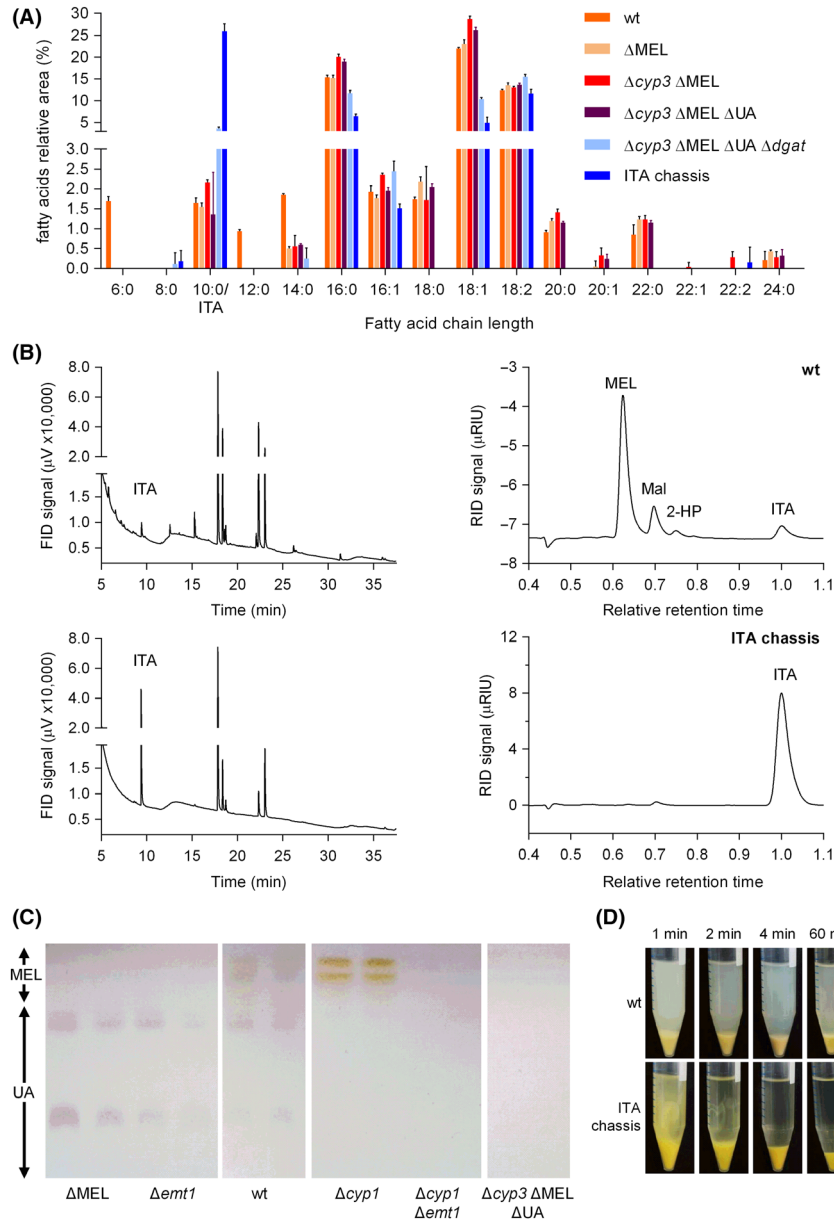 (A)
fatty acids relative area (%)
30
25
20
15
10
5
2.0
2.5
3.0
1.5
1.0
0.5
0.0
6:0
8:0
10:0/
ITA
12:0
14:0
16:0
16:1
18:0
18:1
18:2
20:0
20:1
22:0
22:1
22:2
24:0
Fatty acid chain length
wt
ΔMEL
Δcyp3 ΔMEL
Δcyp3 ΔMEL ΔUA
Δcyp3 ΔMEL ΔUA Δdgat
ITA chassis
(B)
FID signal (μV x10,000)
8.0
6.0
4.0
2.0
1.5
1.0
0.5
ITA
5
10
15
20
25
30
35
Time (min)
RID signal (μRIU)
−3
−4
−5
−6
−7
−8
wt
MEL
Mal
2-HP
ITA
0.4
0.5
0.6
0.7
0.8
0.9
1.0
1.1
Relative retention time
FID signal (μV x10,000)
8.0
6.0
4.0
2.0
1.5
1.0
0.5
ITA
5
10
15
20
25
30
35
Time (min)
RID signal (μRIU)
12
8
4
0
−4
ITA chassis
ITA
0.4
0.5
0.6
0.7
0.8
0.9
1.0
1.1
Relative retention time
(C)
MEL
UA
ΔMEL
Δemt1
wt
Δcyp1
Δcyp1
Δemt1
Δcyp3 ΔMEL
ΔUA
(D)
1 min
2 min
4 min
60 m
wt
ITA
chassis